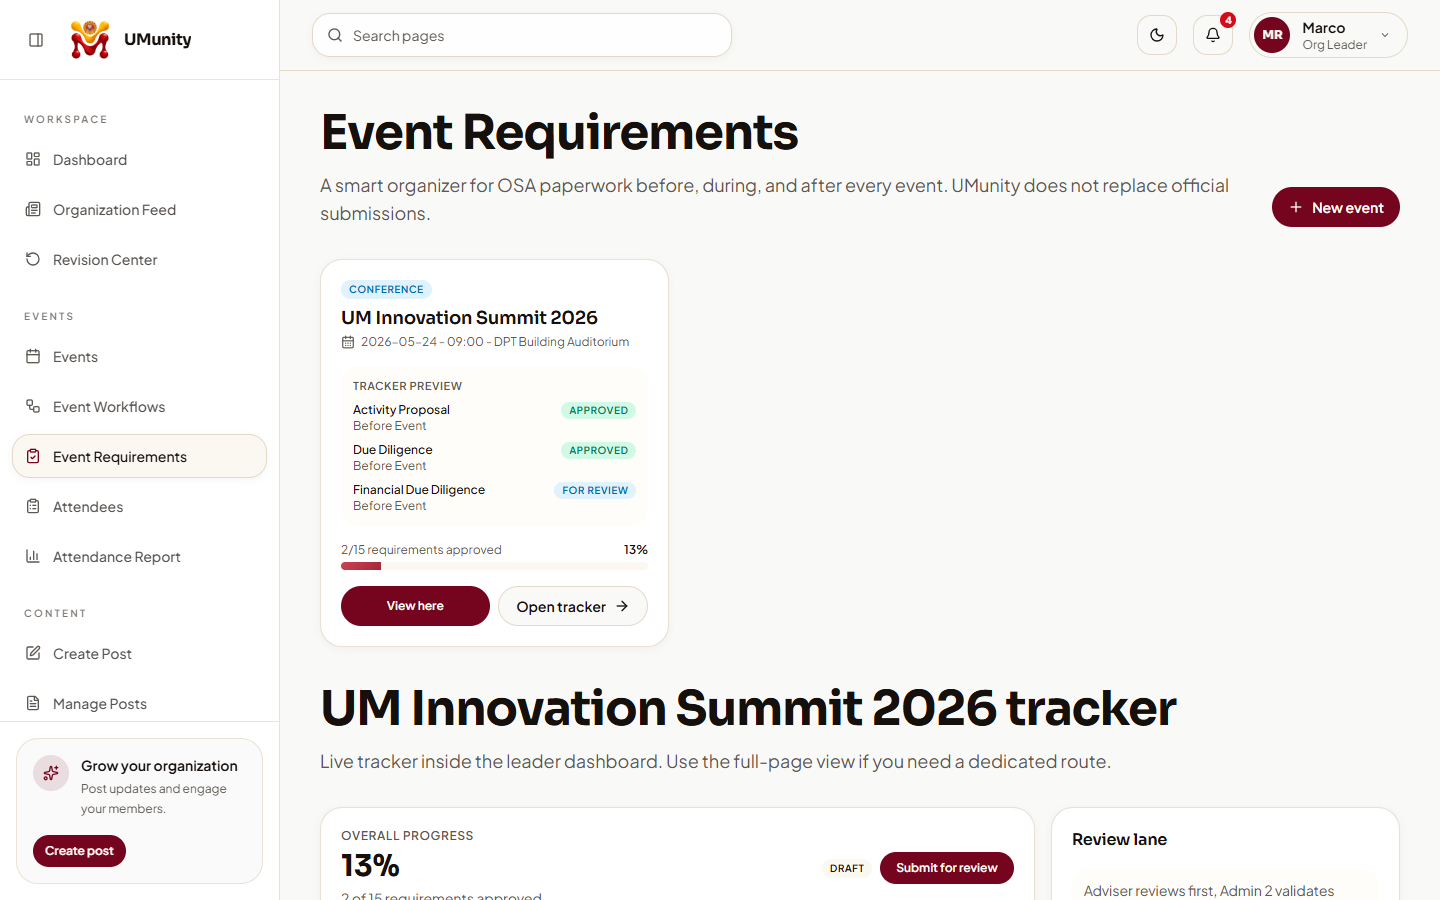 UMunity
Search pages
4
MR
Marco
Org Leader
WORKSPACE
Dashboard
Organization Feed
Revision Center
EVENTS
Events
Event Workflows
Event Requirements
Attendees
Attendance Report
CONTENT
Create Post
Manage Posts
Grow your organization
Post updates and engage
your members.
Create post
Event Requirements
A smart organizer for OSA paperwork before, during, and after every event. UMunity does not replace official
submissions.
New event
CONFERENCE
UM Innovation Summit 2026
2026-05-24 - 09:00 - DPT Building Auditorium
TRACKER PREVIEW
Activity Proposal
APPROVED
Before Event
Due Diligence
APPROVED
Before Event
Financial Due Diligence
FOR REVIEW
Before Event
2/15 requirements approved
13%
View here
Open tracker
UM Innovation Summit 2026 tracker
Live tracker inside the leader dashboard. Use the full-page view if you need a dedicated route.
OVERALL PROGRESS
13%
DRAFT
Submit for review
2 of 15 requirements approved
Review lane
Adviser reviews first, Admin 2 validates